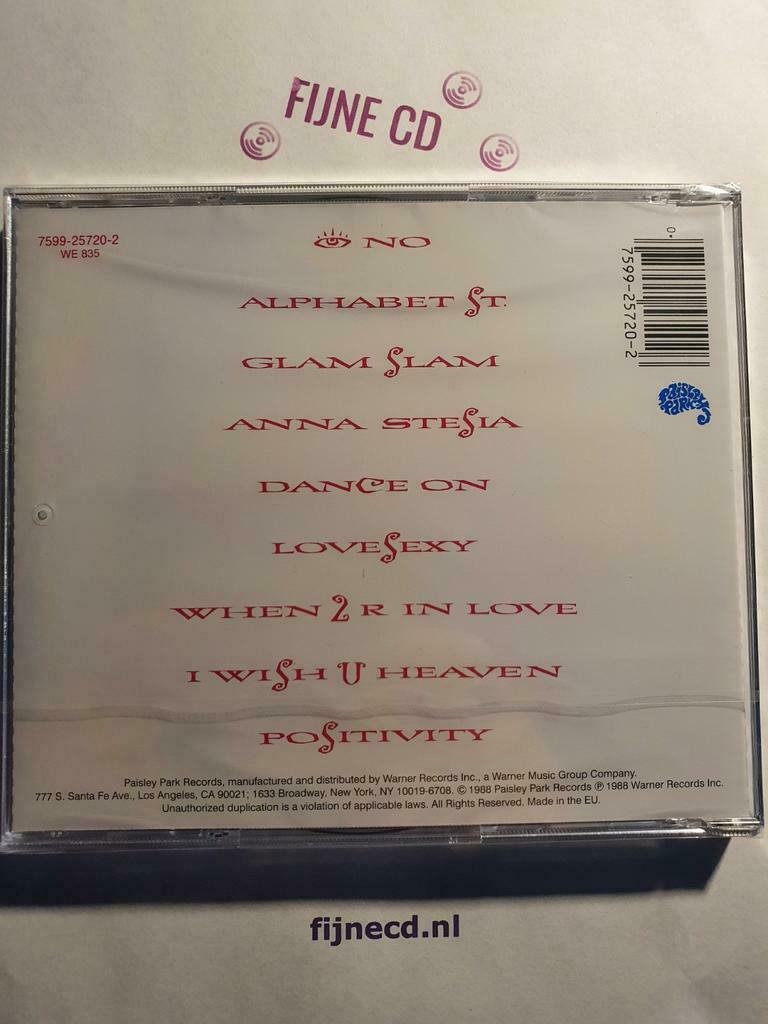 FIJNE CD
7599-25720-2
WE 835
👁 NO
ALPHABET ST.
GLAM SLAM
ANNA STESIA
DANCE ON
LOVESEXY
WHEN 2 R IN LOVE
I WISH U HEAVEN
POSITIVITY
0.
7599-25720-2
PAISLEY
PARK
Paisley Park Records, manufactured and distributed by Warner Records Inc., a Warner Music Group Company.
777 S. Santa Fe Ave., Los Angeles, CA 90021; 1633 Broadway, New York, NY 10019-6708. © 1988 Paisley Park Records ℗ 1988 Warner Records Inc.
Unauthorized duplication is a violation of applicable laws. All Rights Reserved. Made in the EU.
fijnecd.nl